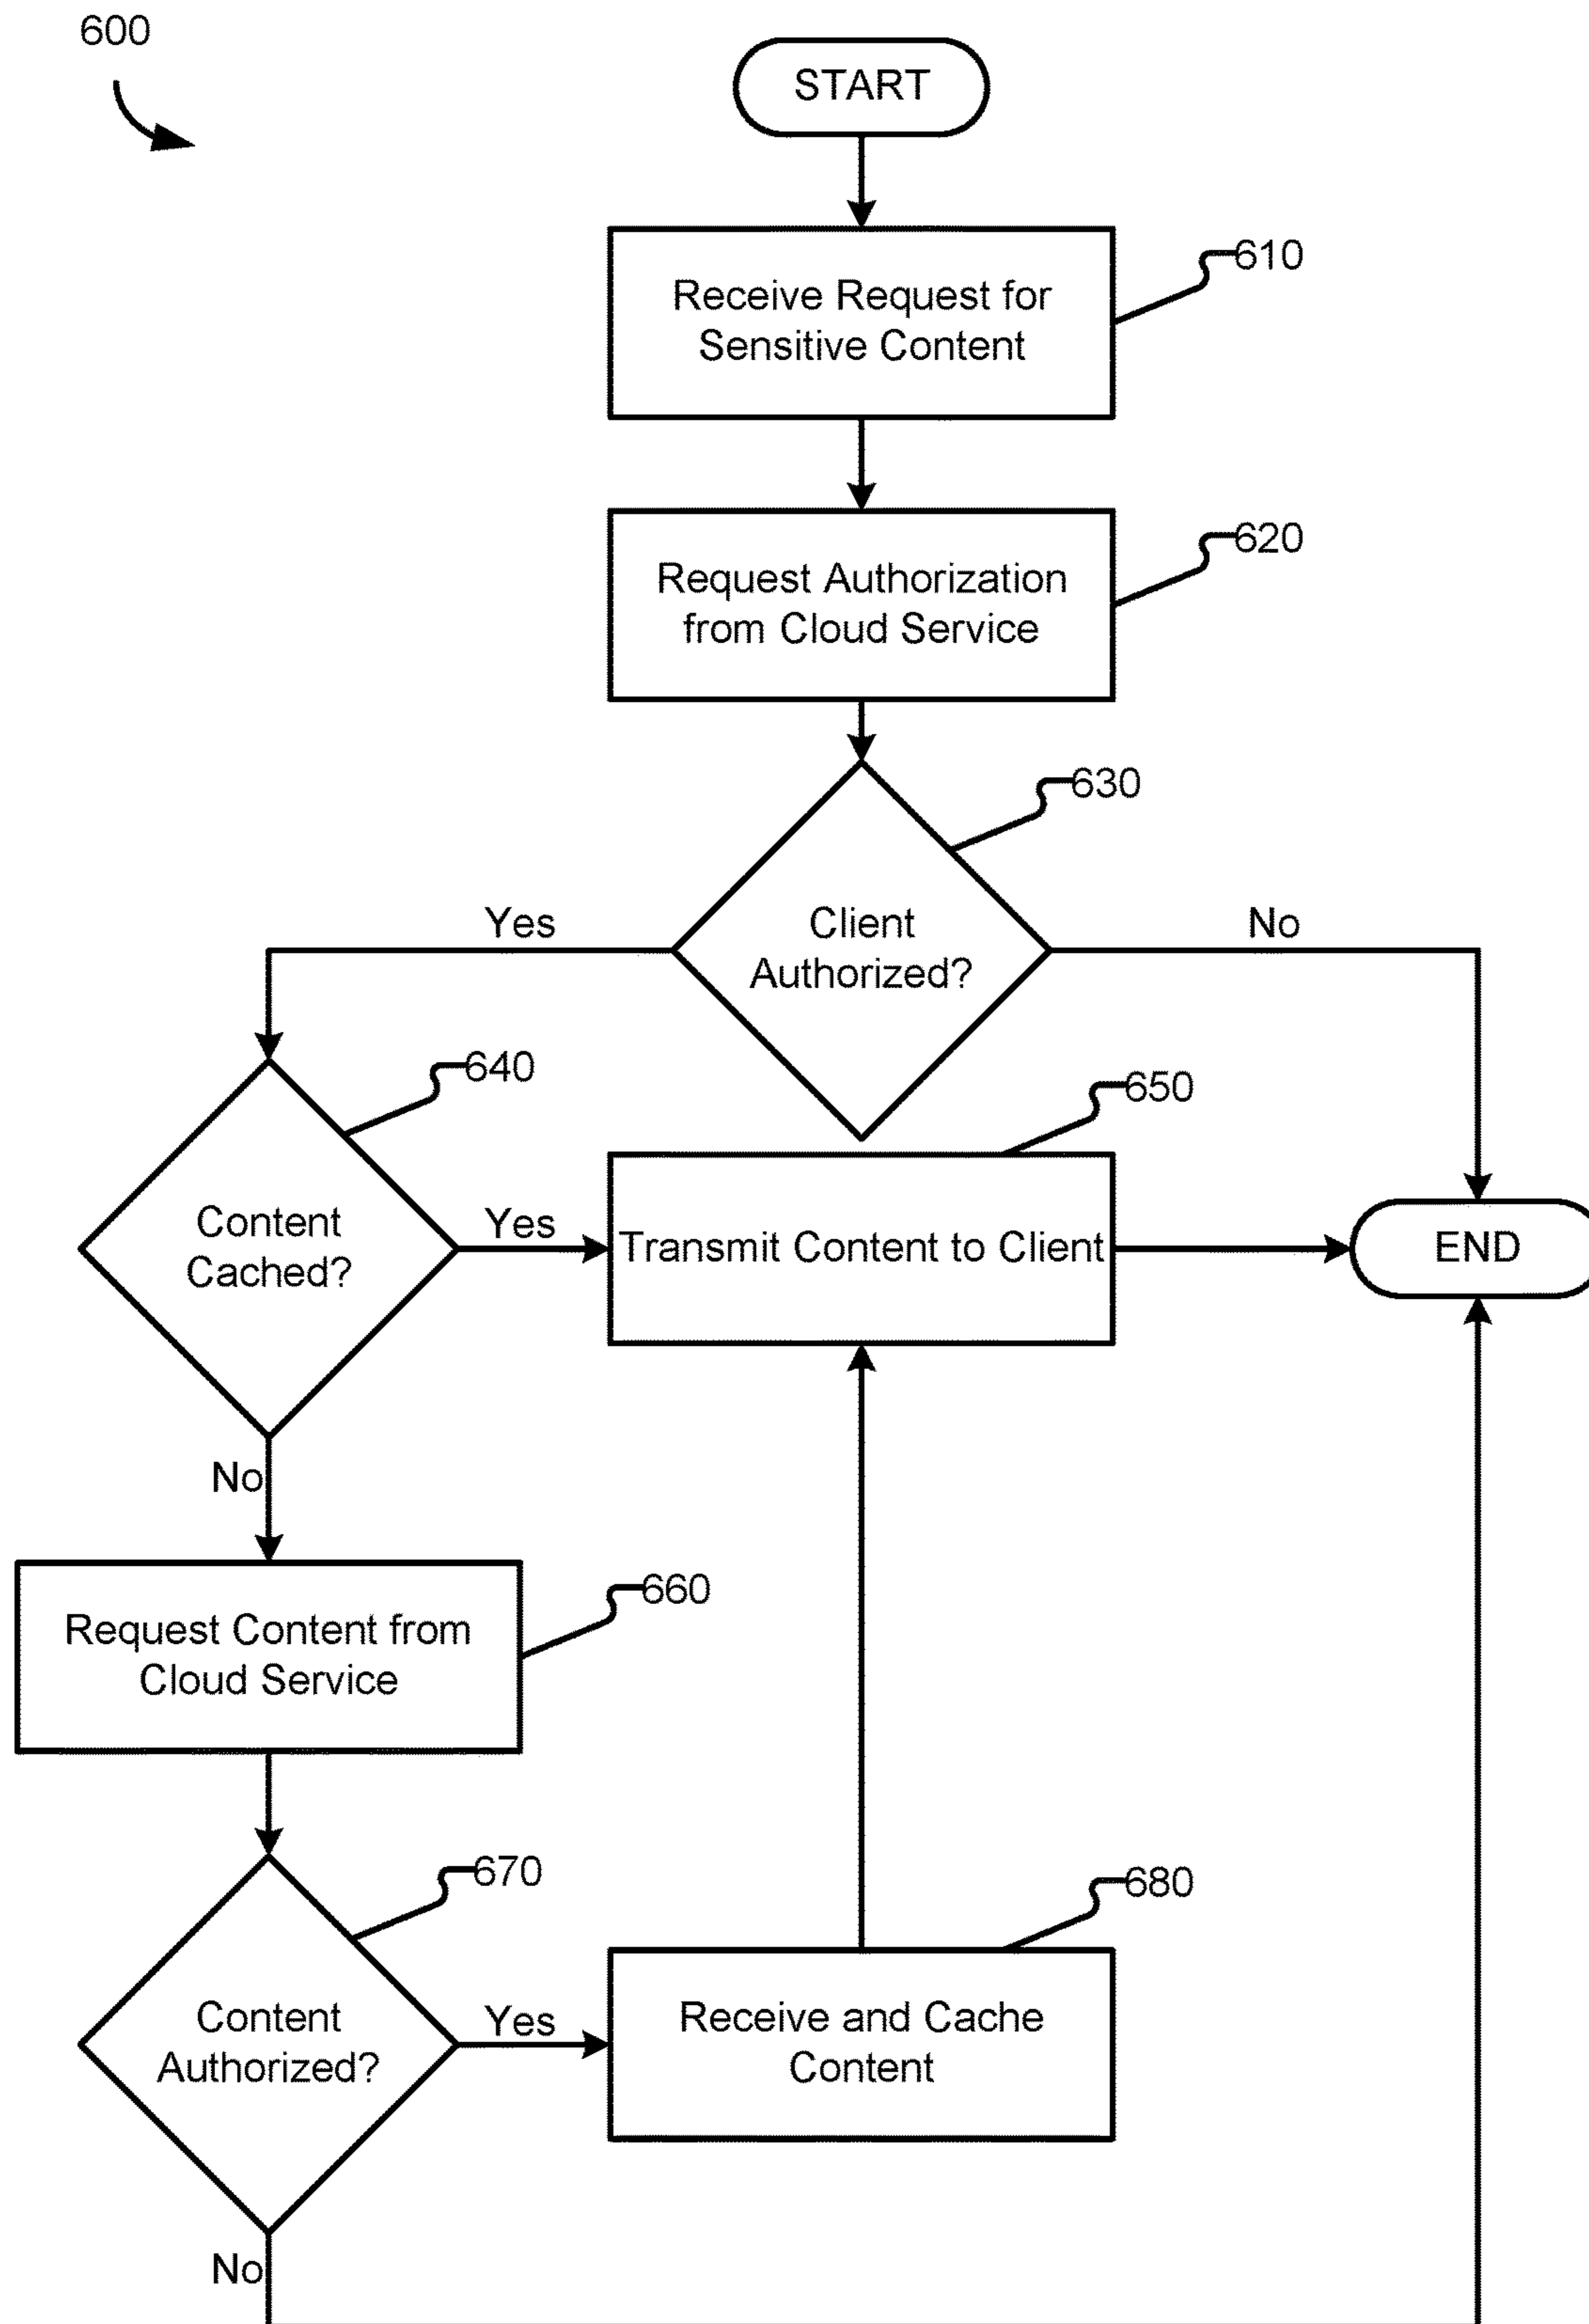 600
START
610
Receive Request for
Sensitive Content
620
Request Authorization
from Cloud Service
630
Yes
Client
Authorized?
No
640
650
Content
Cached?
Yes
Transmit Content to Client
END
No
660
Request Content from
Cloud Service
670
680
Content
Authorized?
Yes
Receive and Cache
Content
No